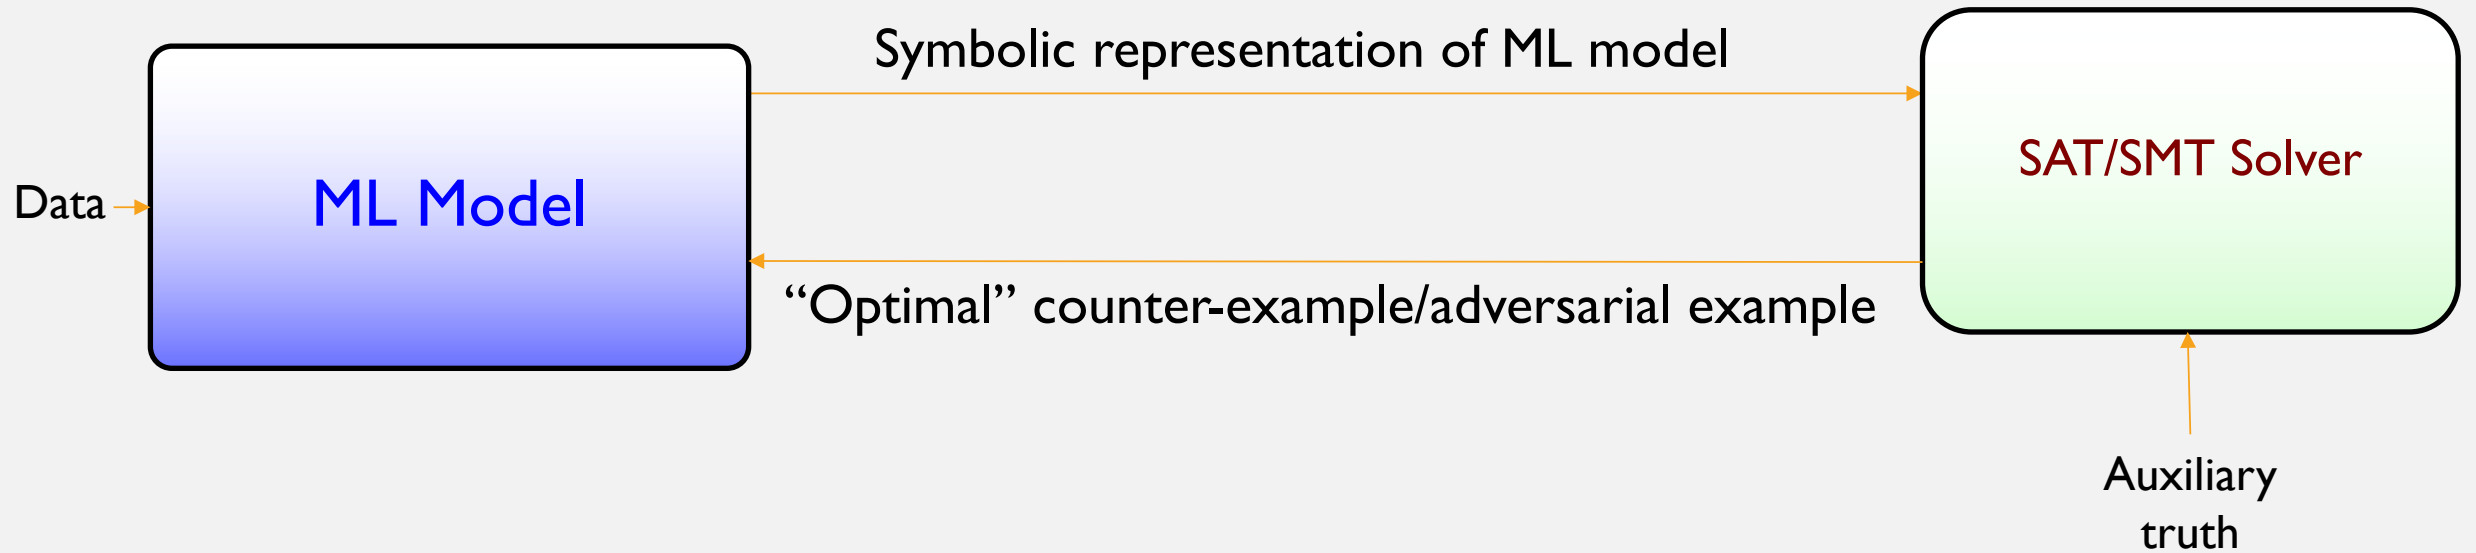 Symbolic representation of ML model
SAT/SMT Solver
Data
ML Model
“Optimal” counter-example/adversarial example
Auxiliary
truth